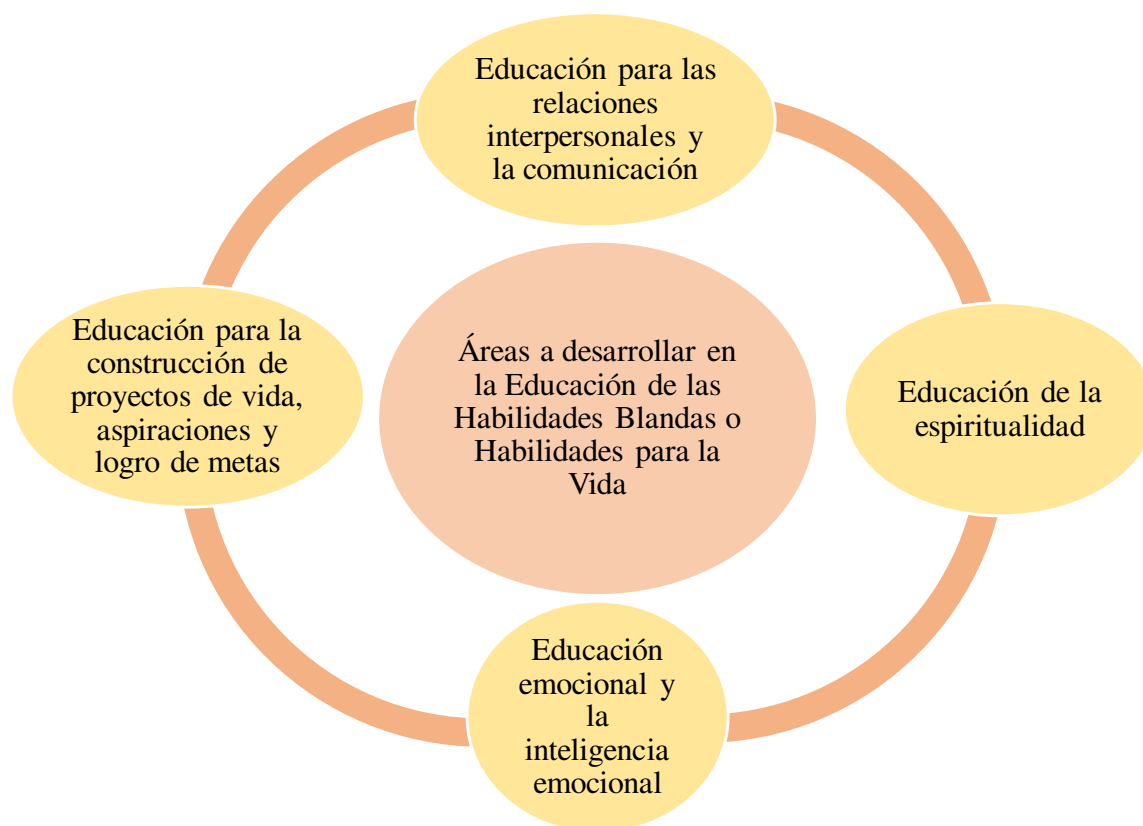 Educación para las
relaciones
interpersonales y
la comunicación
Educación para la
construcción de
proyectos de vida,
aspiraciones y
logro de metas
Áreas a desarrollar en
la Educación de las
Habilidades Blandas o
Habilidades para la
Vida
Educación de la
espiritualidad
Educación
emocional y
la
inteligencia
emocional